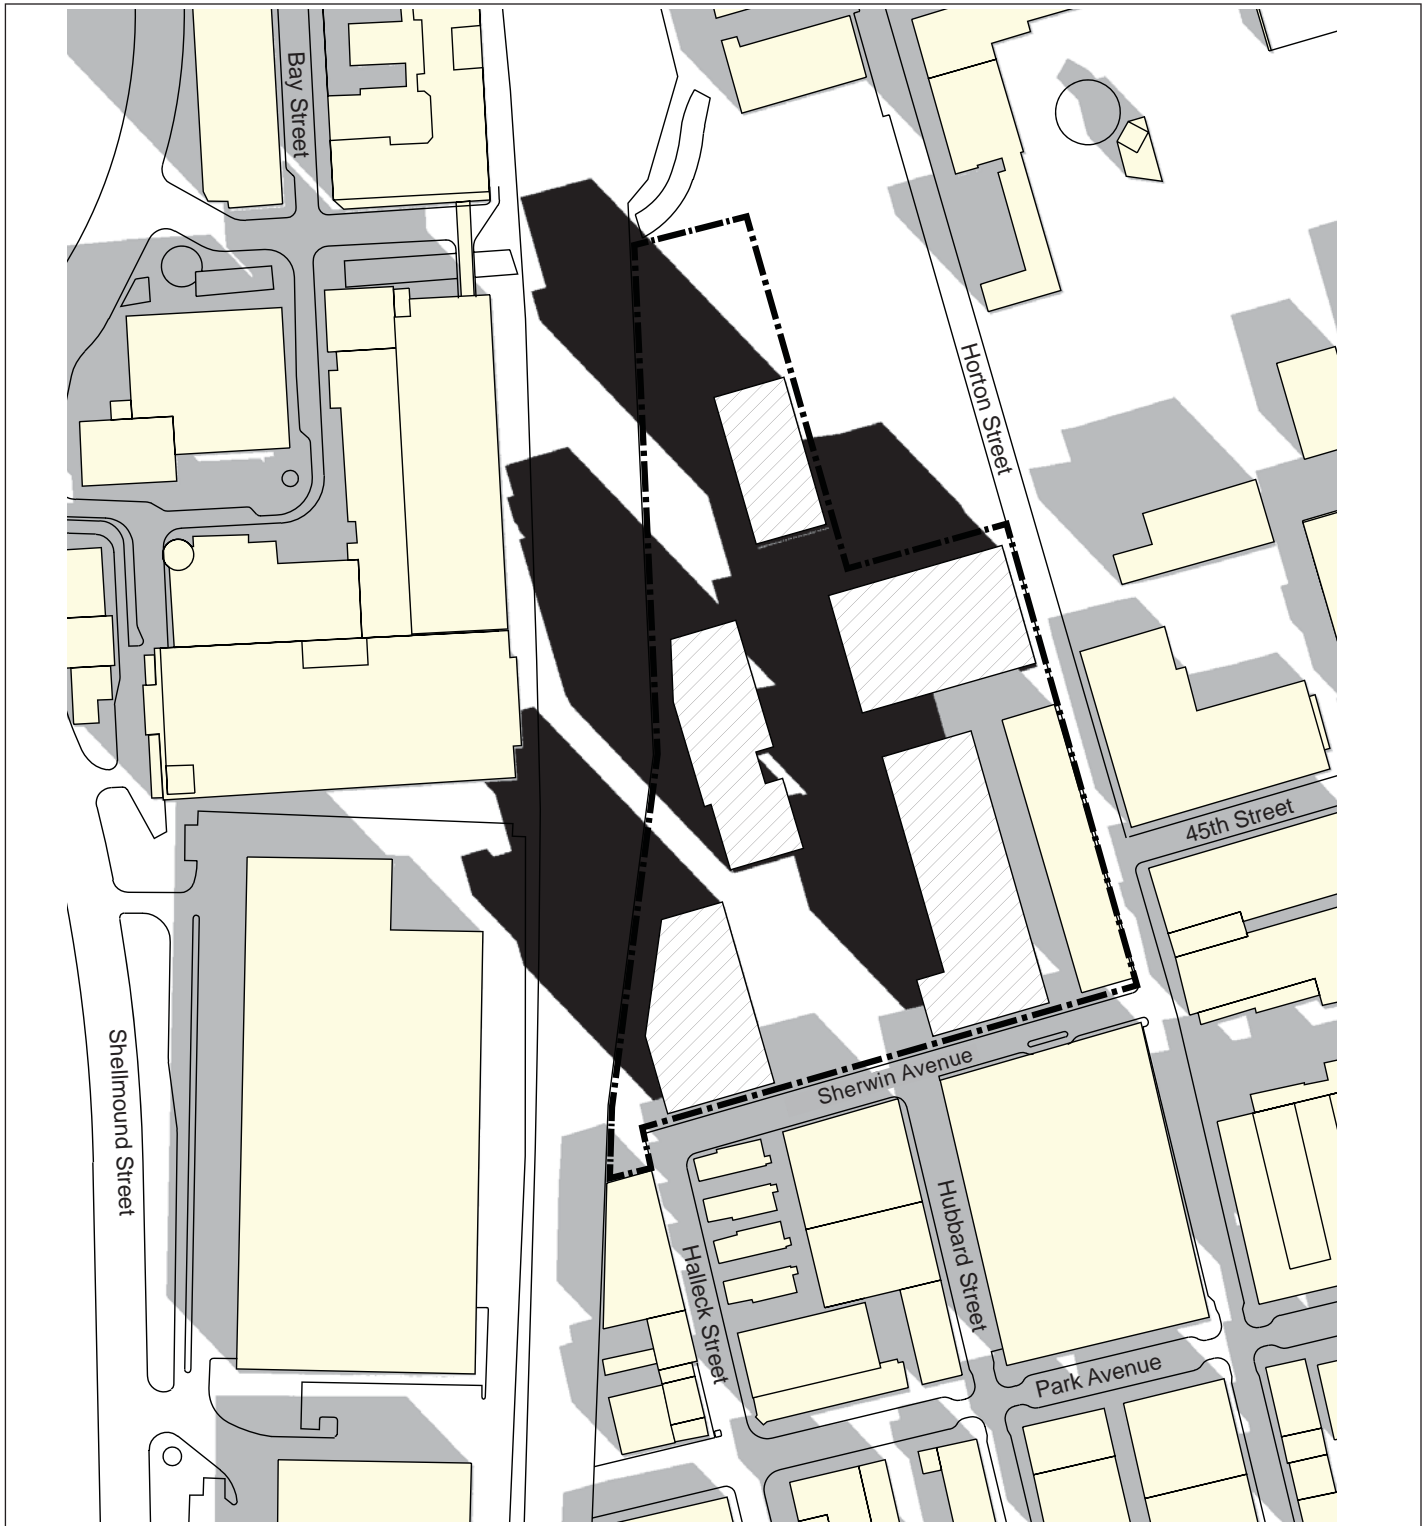 Bay Street
Horton Street
45th Street
Sherwin Avenue
Shellmound Street
Hubbard Street
Halleck Street
Park Avenue